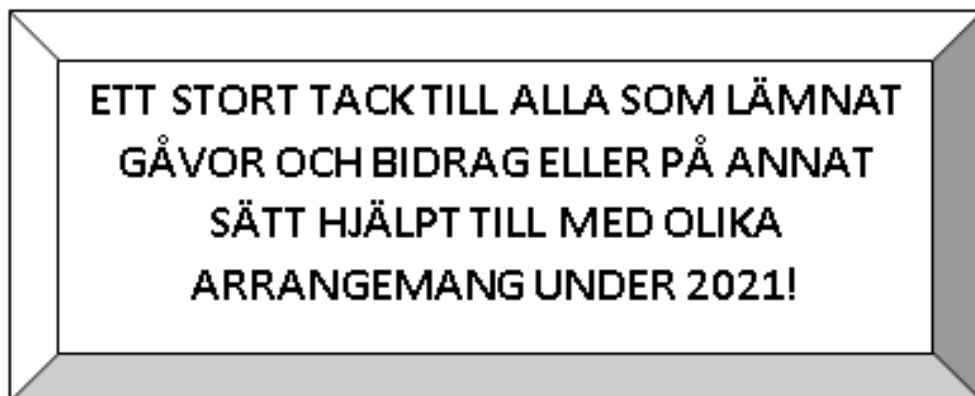 ETT STORT TACK TILL ALLA SOM LÄMNAT
GÅVOR OCH BIDRAG ELLER PÅ ANNAT
SÄTT HJÄLPT TILL MED OLIKA
ARRANGEMANG UNDER 2021!